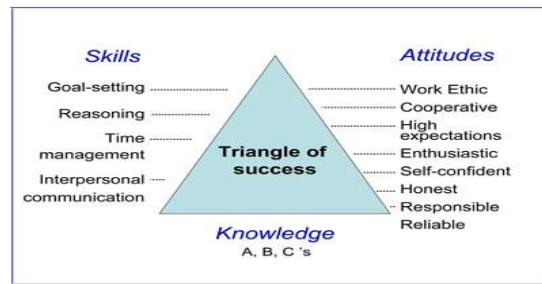 Skills
Goal-setting
Reasoning
Time
management
Interpersonal
communication
Triangle of
success
Attitudes
Work Ethic
Cooperative
High
expectations
Enthusiastic
Self-confident
Honest
Responsible
Reliable
Knowledge
A, B, C 's